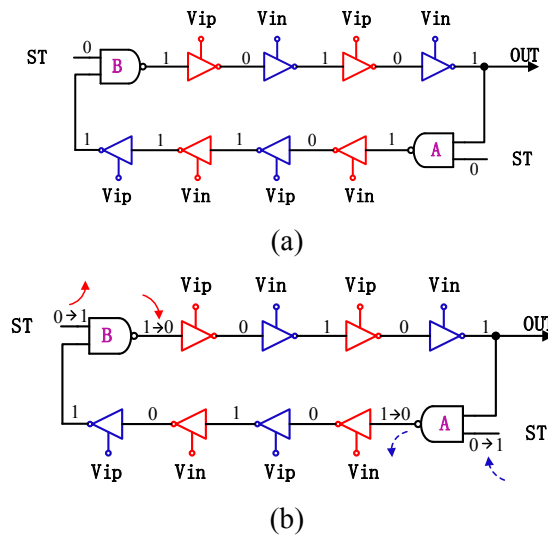 Vip Vin Vip Vin
ST 0 B 1 0 1 0 1 OUT
1 1 1 0 1 A
0 ST
Vip Vin Vip Vin
(a)
Vip Vin Vip Vin
ST 0→1 B 1→0 0 1 0 1 OUT
1 0 1 0 1→0 A
0→1 ST
Vip Vin Vip Vin
(b)